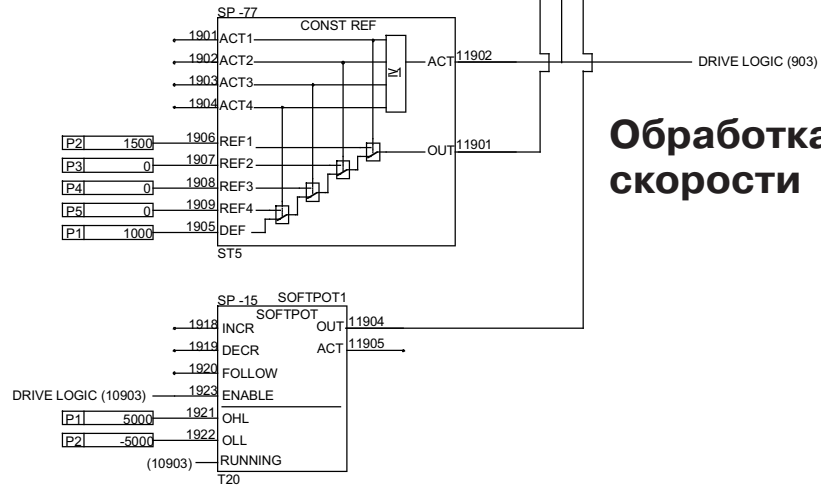 SP -77
CONST REF
1901 ACT1
1902 ACT2
1903 ACT3
1904 ACT4
≥1
ACT 11902
DRIVE LOGIC (903)
P2 1500 1906 REF1
P3 0 1907 REF2
P4 0 1908 REF3
P5 0 1909 REF4
P1 1000 1905 DEF
OUT 11901
ST5
Обработка
скорости
SP -15 SOFTPOT1
SOFTPOT
1918 INCR OUT 11904
1919 DECR ACT 11905
1920 FOLLOW
DRIVE LOGIC (10903) 1923 ENABLE
P1 5000 1921 OHL
P2 -5000 1922 OLL
(10903) RUNNING
T20